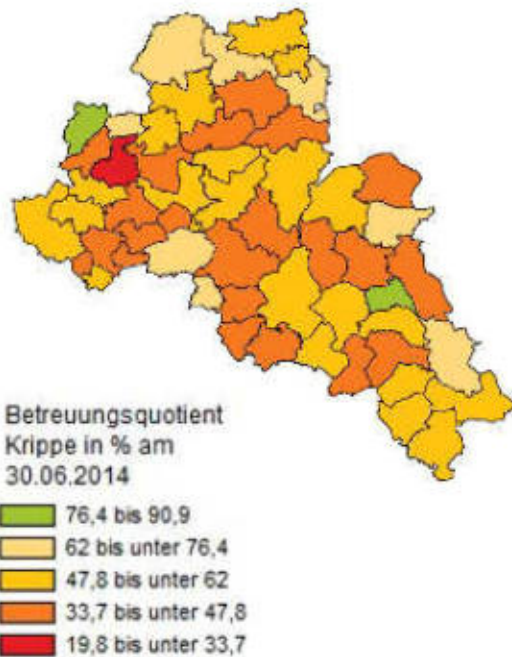 Betreuungsquotient
Krippe in % am
30.06.2014
76,4 bis 90,9
62 bis unter 76,4
47,8 bis unter 62
33,7 bis unter 47,8
19,8 bis unter 33,7